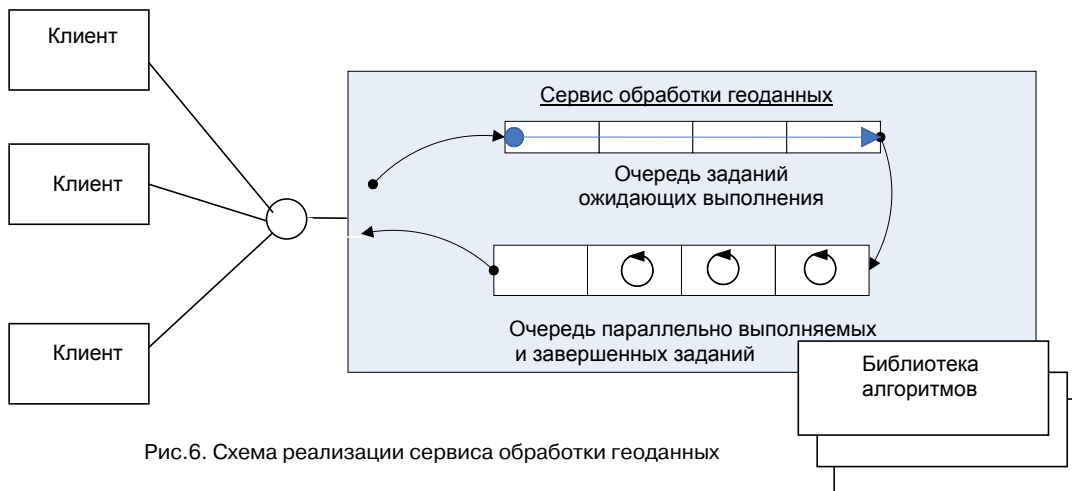 Клиент
Сервис обработки геоданных
Очередь заданий
ожидающих выполнения
Клиент
Очередь параллельно выполняемых
и завершенных заданий
Клиент
Библиотека
алгоритмов
Рис.6. Схема реализации сервиса обработки геоданных